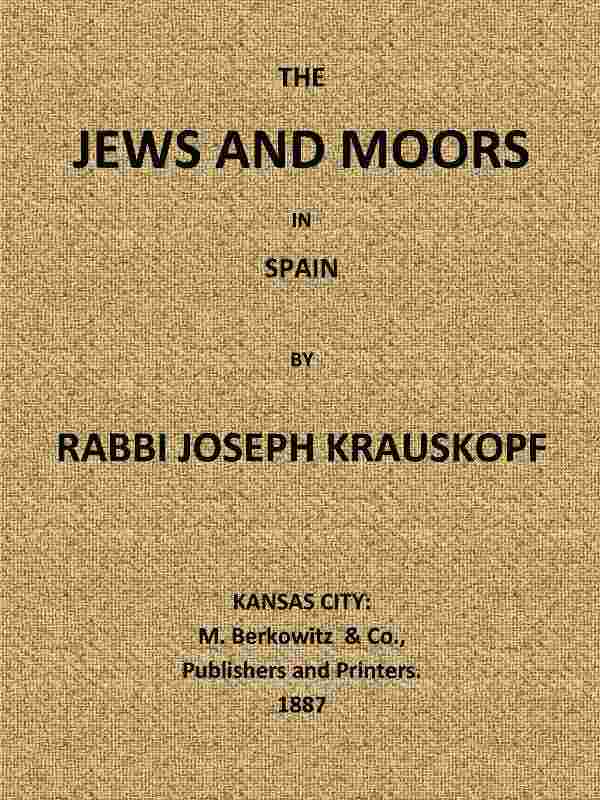 THE
JEWS AND MOORS
IN
SPAIN
BY
RABBI JOSEPH KRAUSKOPF
KANSAS CITY:
M. Berkowitz & Co.,
Publishers and Printers.
1887